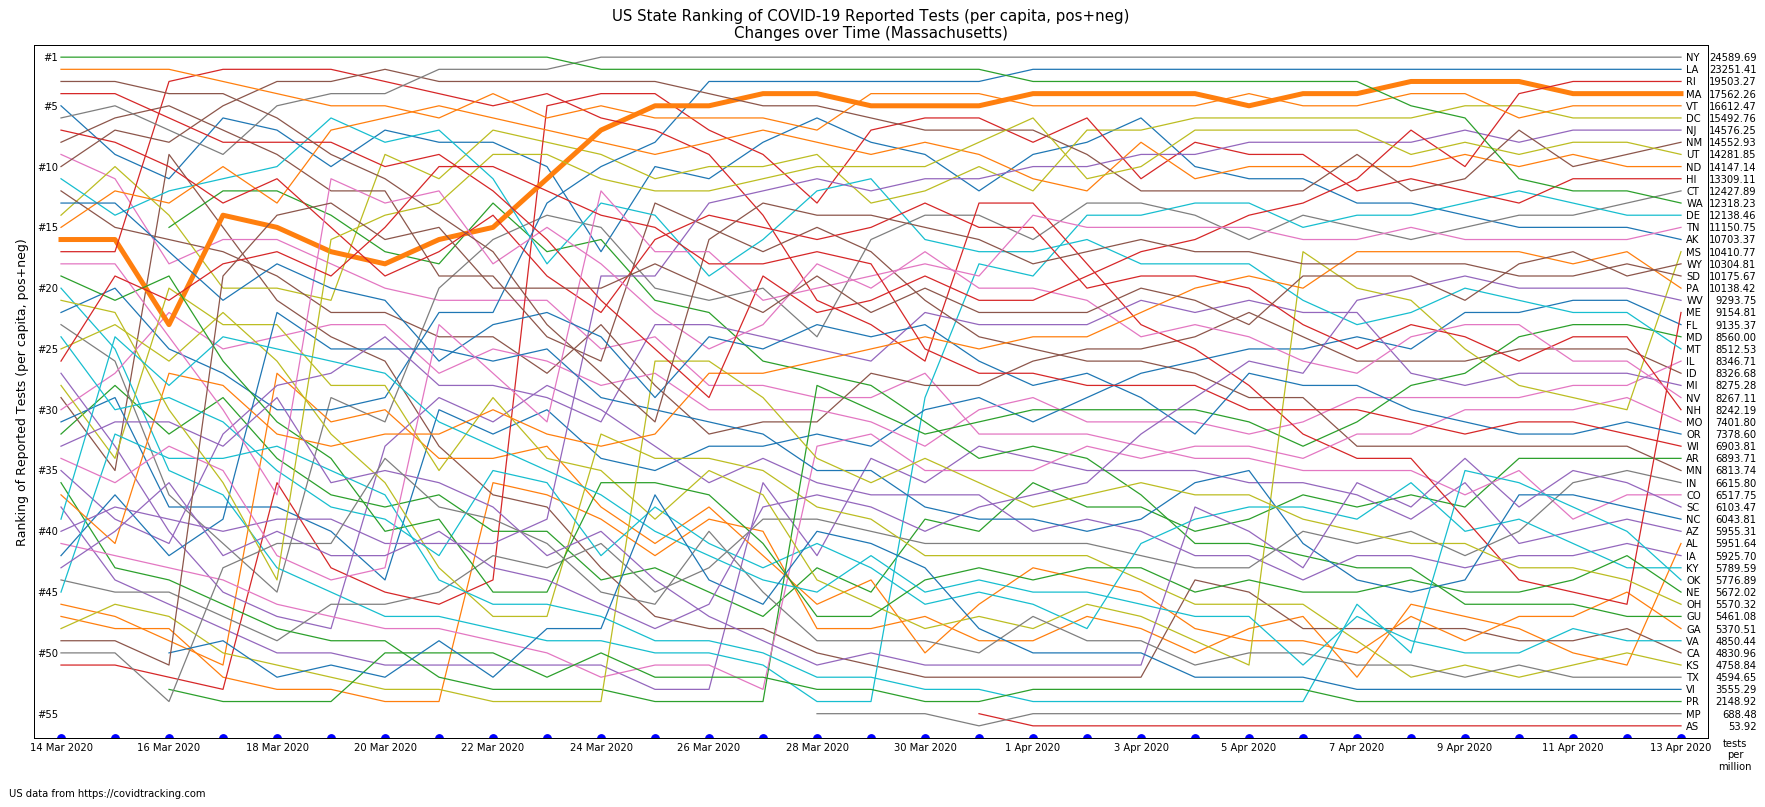 US State Ranking of COVID-19 Reported Tests (per capita, pos+neg)
Changes over Time (Massachusetts)
Ranking of Reported Tests (per capita, pos+neg)
#1
#5
#10
#15
#20
#25
#30
#35
#40
#45
#50
#55
NY 24589.69
LA 23251.41
RI 19503.27
MA 17562.26
VT 16612.47
DC 15492.76
NJ 14576.25
NM 14552.93
UT 14281.85
ND 14147.14
HI 13309.11
CT 12427.89
WA 12318.23
DE 12138.46
TN 11150.75
AK 10703.37
MS 10410.77
WY 10304.81
SD 10175.67
PA 10138.42
WV 9293.75
ME 9154.81
FL 9135.37
MD 8560.00
MT 8512.53
IL 8346.71
ID 8326.68
MI 8275.28
NV 8267.11
NH 8242.19
MO 7401.80
OR 7378.60
WI 6903.81
AR 6893.71
MN 6813.74
IN 6615.80
CO 6517.75
SC 6103.47
NC 6043.81
AZ 5955.31
AL 5951.64
IA 5925.70
KY 5789.59
OK 5776.89
NE 5672.02
OH 5570.32
GU 5461.08
GA 5370.51
VA 4850.44
CA 4830.96
KS 4758.84
TX 4594.65
VI 3555.29
PR 2148.92
MP 688.48
AS 53.92
14 Mar 2020 16 Mar 2020 18 Mar 2020 20 Mar 2020 22 Mar 2020 24 Mar 2020 26 Mar 2020 28 Mar 2020 30 Mar 2020 1 Apr 2020 3 Apr 2020 5 Apr 2020 7 Apr 2020 9 Apr 2020 11 Apr 2020 13 Apr 2020
tests
per
million
US data from https://covidtracking.com